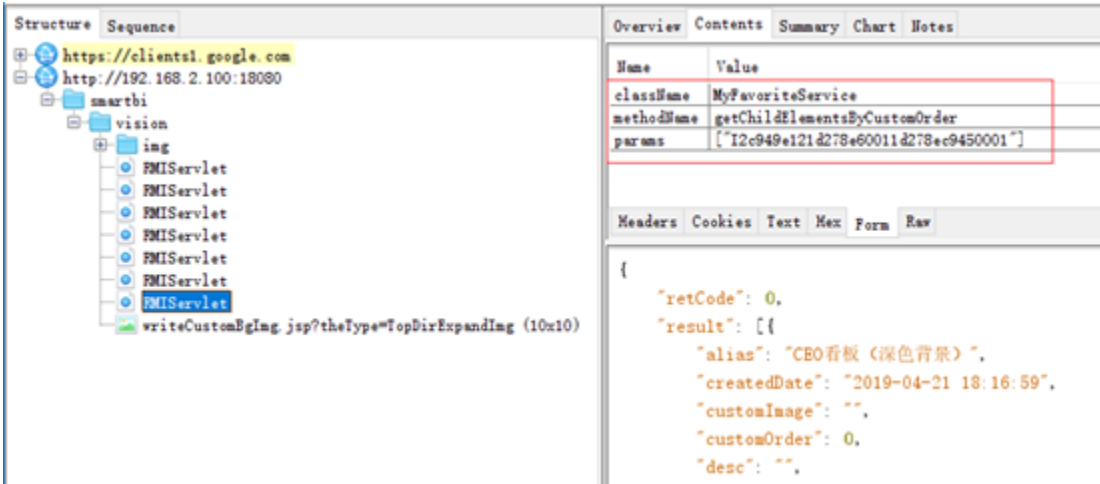 Structure Sequence
https://clients1.google.com
http://192.168.2.100:18080
smartbi
vision
img
RMIServlet
RMIServlet
RMIServlet
RMIServlet
RMIServlet
RMIServlet
RMIServlet
writeCustomBgImg.jsp?theType=TopDirExpandImg (10x10)
Overview Contents Summary Chart Notes
Name Value
className MyFavoriteService
methodName getChildElementsByCustomOrder
params ["I2c949e121d278e60011d278ec9450001"]
Headers Cookies Text Hex Form Raw
{
"retCode": 0,
"result": [{
"alias": "CEO看板（深色背景）",
"createdDate": "2019-04-21 18:16:59",
"customImage": "",
"customOrder": 0,
"desc": "",